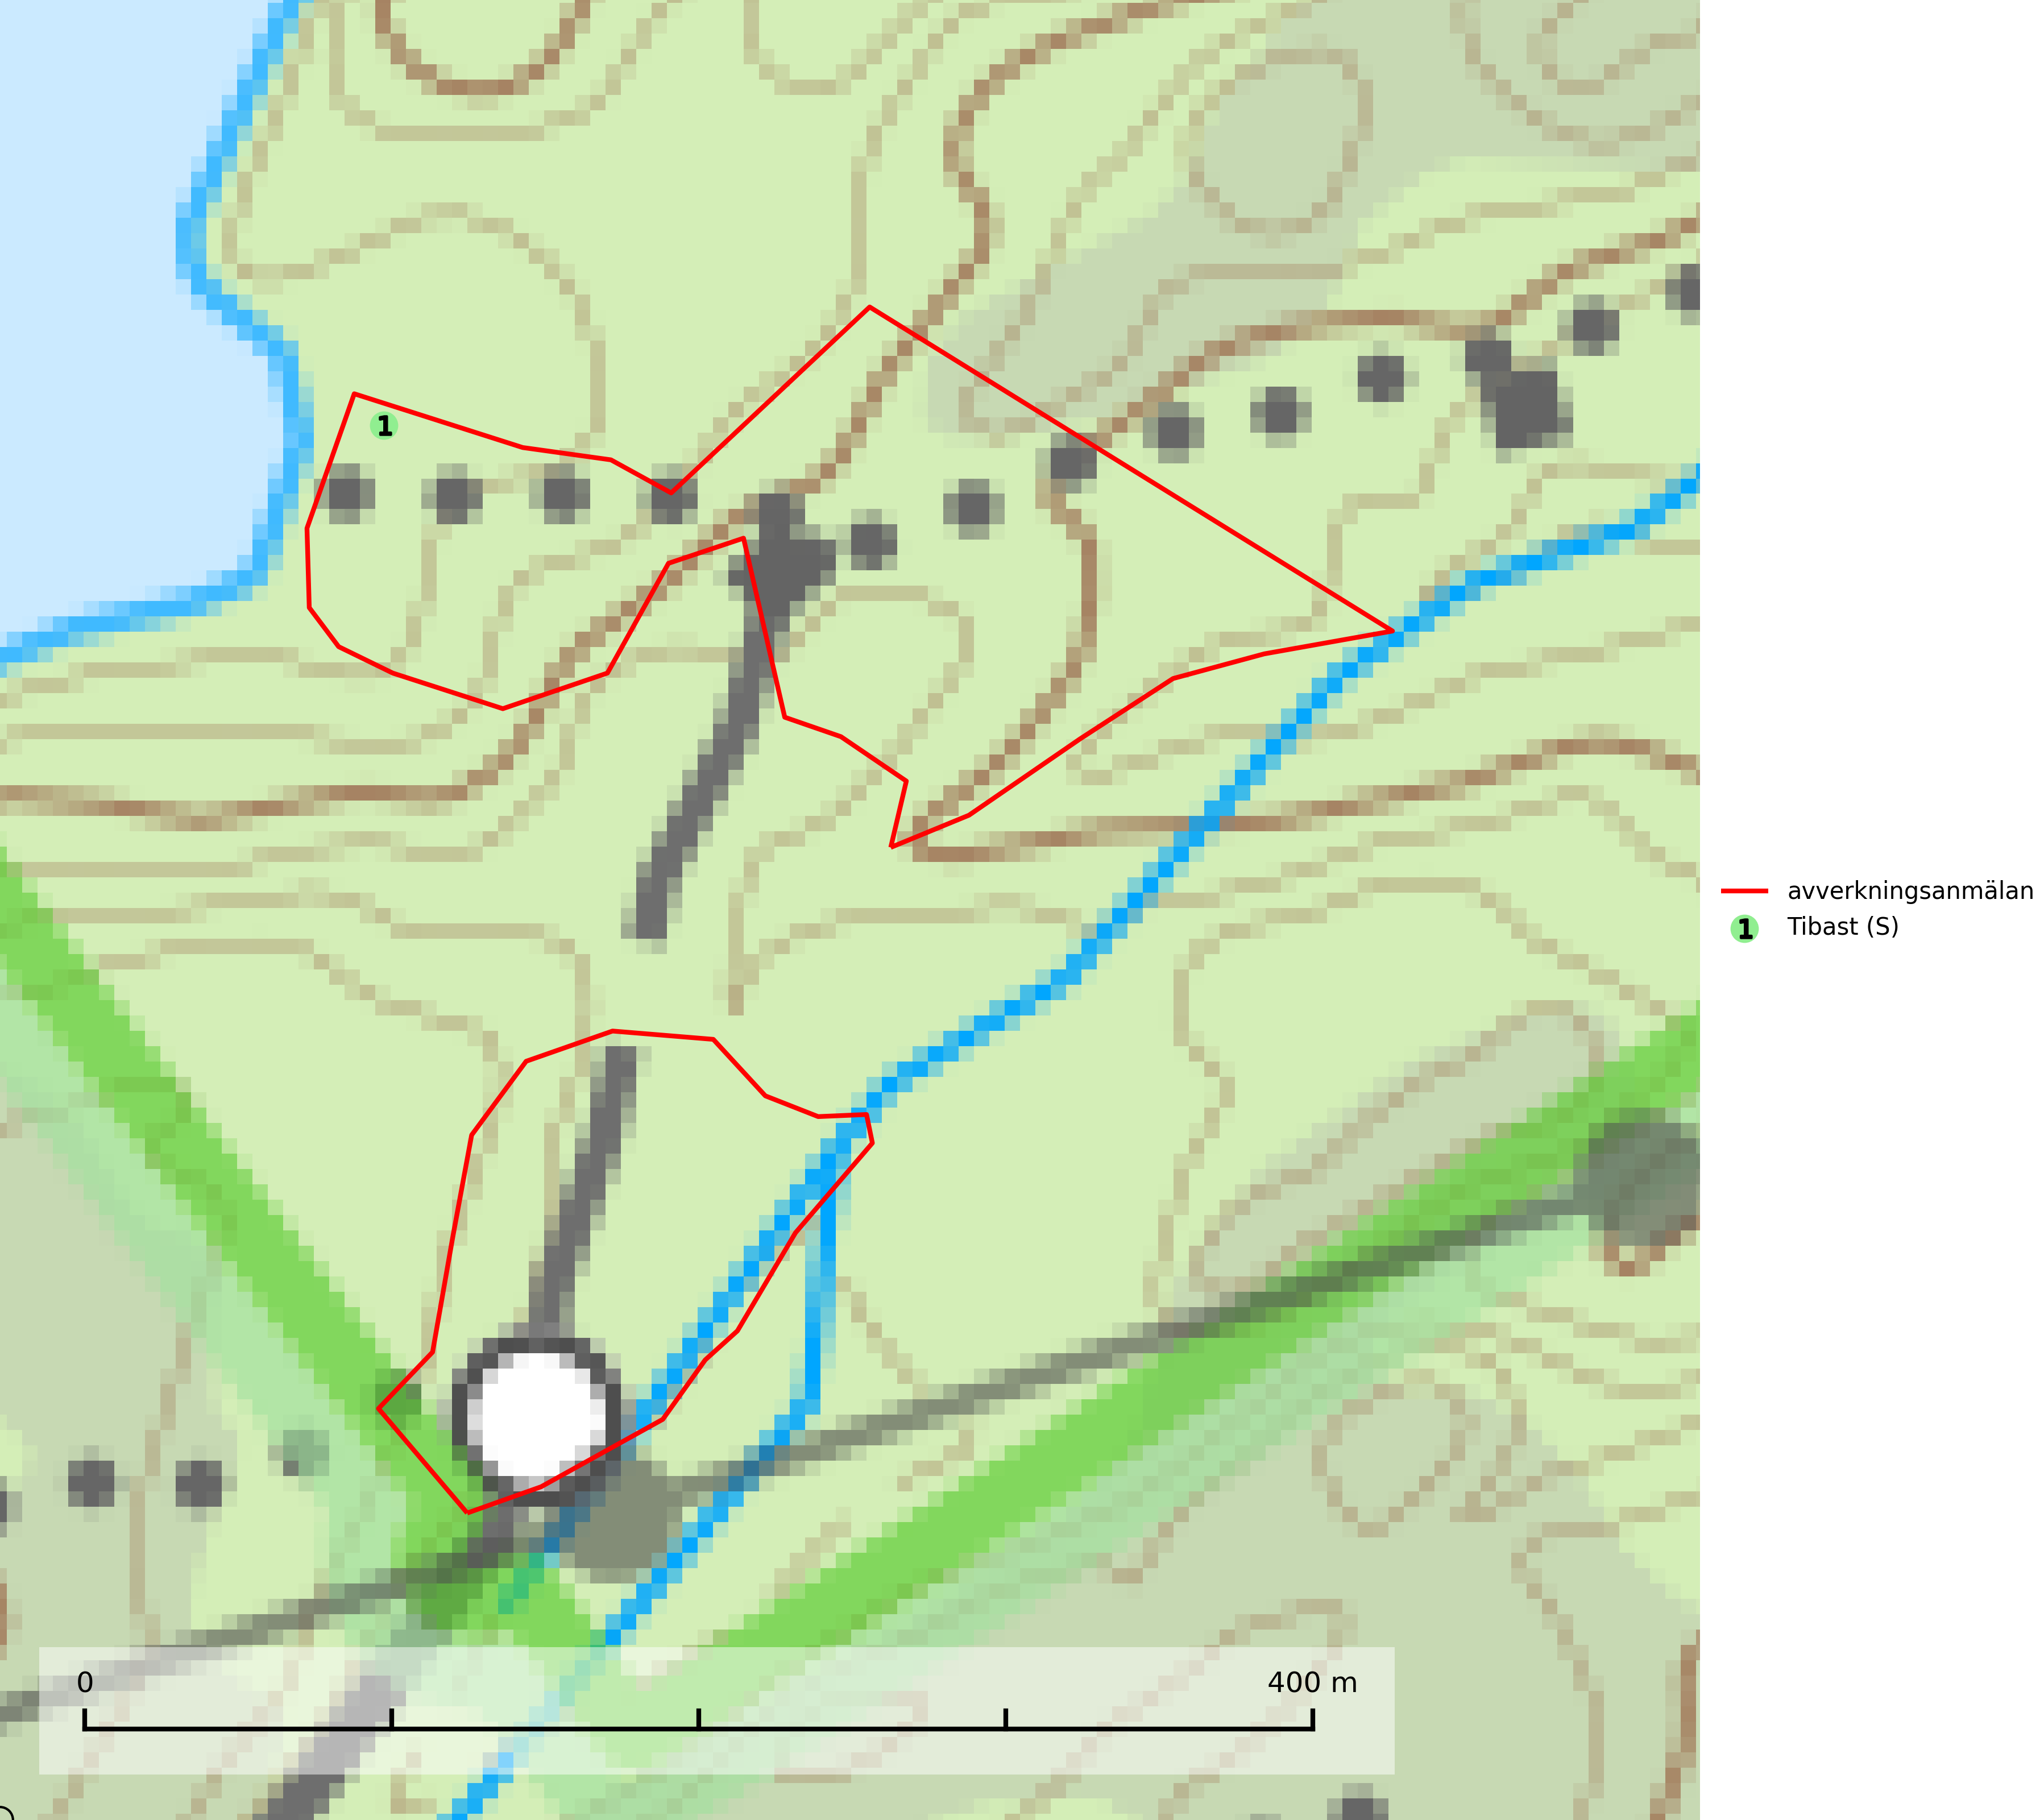 1
avverkningsanmälan
1 Tibast (S)
0 400 m